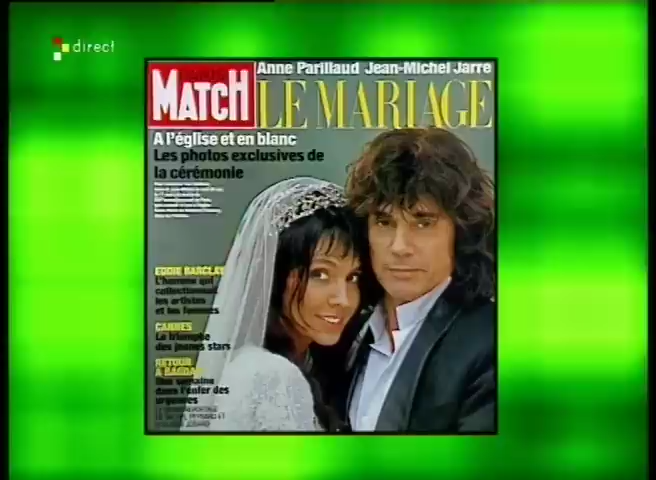 direct
MATCH
Anne Parillaud Jean-Michel Jarre
LE MARIAGE
A l'église et en blanc
Les photos exclusives de
la cérémonie
EDDIE BARCLAY
L'homme qui
collectionnait
les artistes
et les femmes
CANNES
Le triomphe
des jeunes stars
RETOUR
A BAGDAD
Une semaine
dans l'enfer des
urgences